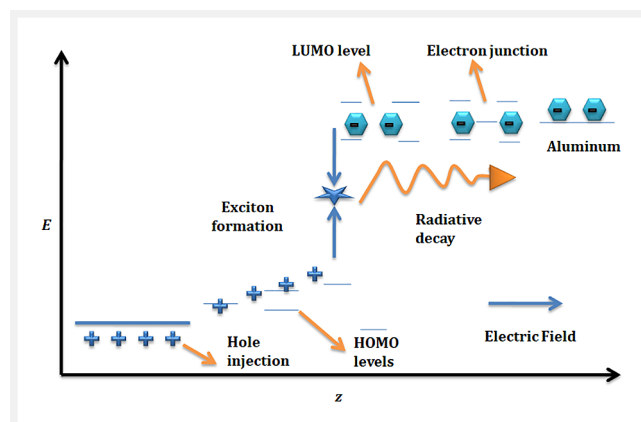 LUMO level
Electron junction
Aluminum
Exciton
formation
Radiative
decay
E
Hole
injection
HOMO
levels
Electric Field
z